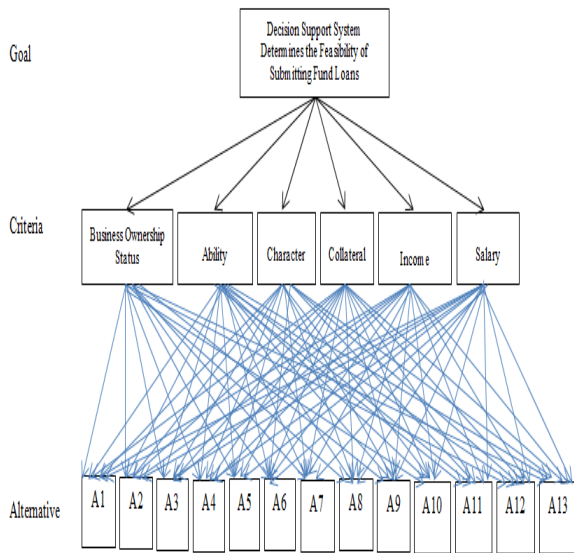 Goal
Decision Support System
Determines the Feasibility of
Submitting Fund Loans
Criteria
Business Ownership
Status
Ability
Character
Collateral
Income
Salary
Alternative
A1
A2
A3
A4
A5
A6
A7
A8
A9
A10
A11
A12
A13